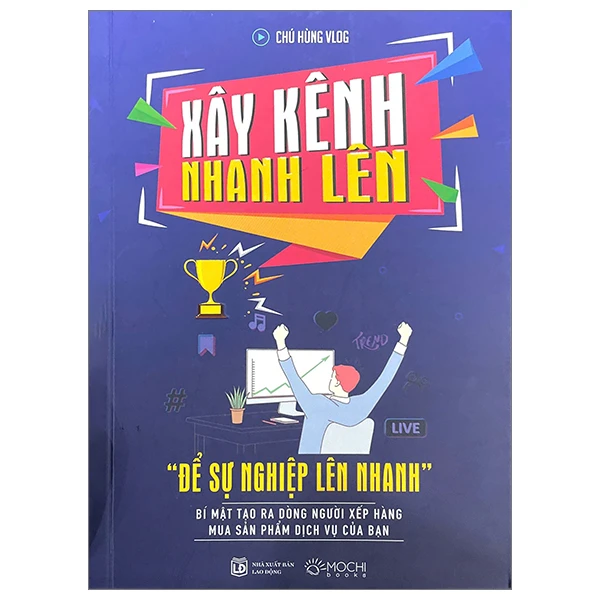 CHÚ HÙNG VLOG
XÂY KÊNH
NHANH LÊN
TREND
#
LIVE
“ĐỂ SỰ NGHIỆP LÊN NHANH”
BÍ MẬT TẠO RA DÒNG NGƯỜI XẾP HÀNG
MUA SẢN PHẨM DỊCH VỤ CỦA BẠN
LĐ
NHÀ XUẤT BẢN
LAO ĐỘNG
MOCHI
books